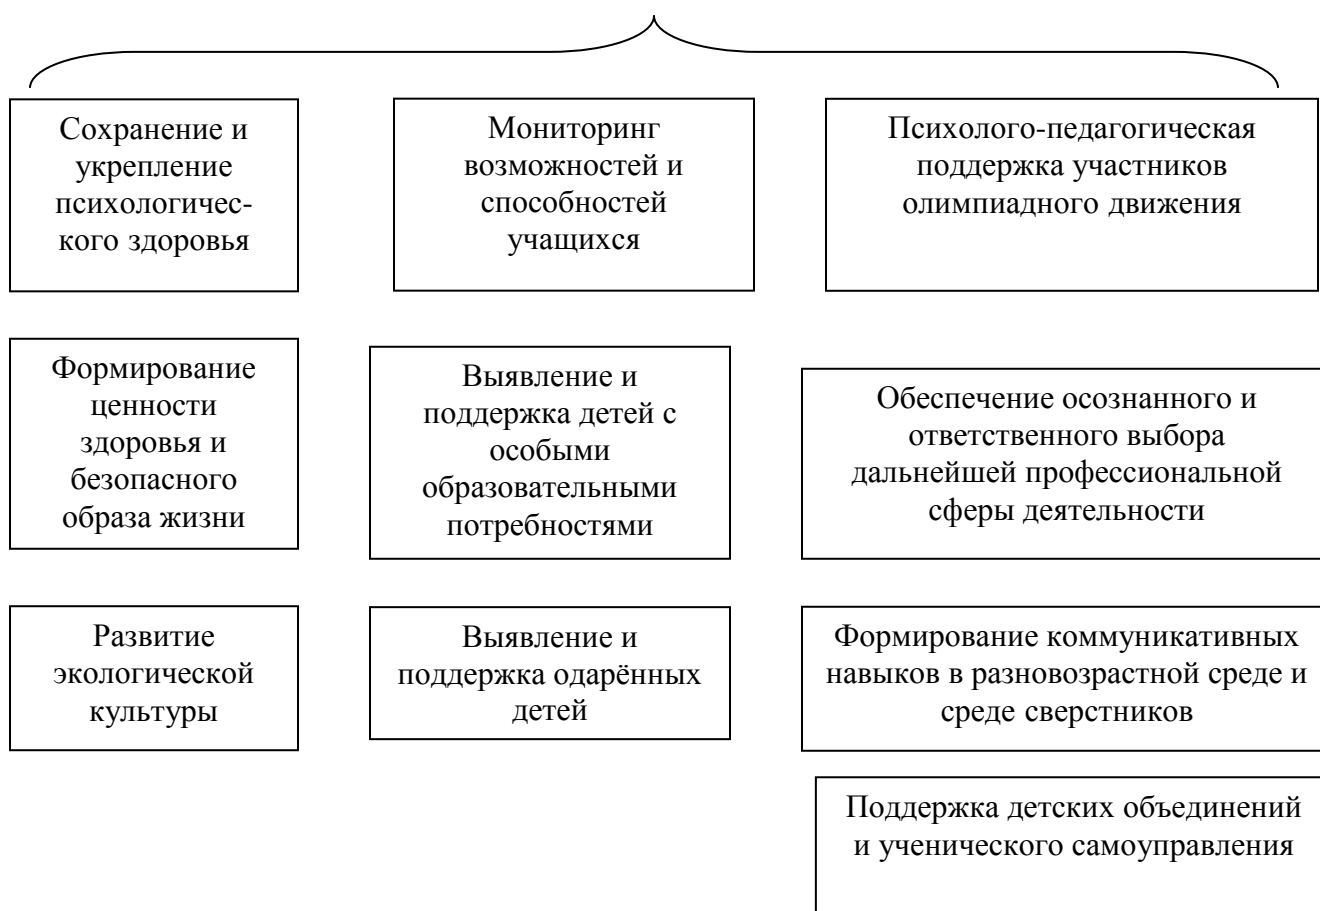 Сохранение и
укрепление
психологичес-
кого здоровья
Мониторинг
возможностей и
способностей
учащихся
Психолого-педагогическая
поддержка участников
олимпиадного движения
Формирование
ценности
здоровья и
безопасного
образа жизни
Выявление и
поддержка детей с
особыми
образовательными
потребностями
Обеспечение осознанного и
ответственного выбора
дальнейшей профессиональной
сферы деятельности
Развитие
экологической
культуры
Выявление и
поддержка одарённых
детей
Формирование коммуникативных
навыков в разновозрастной среде и
среде сверстников
Поддержка детских объединений
и ученического самоуправления